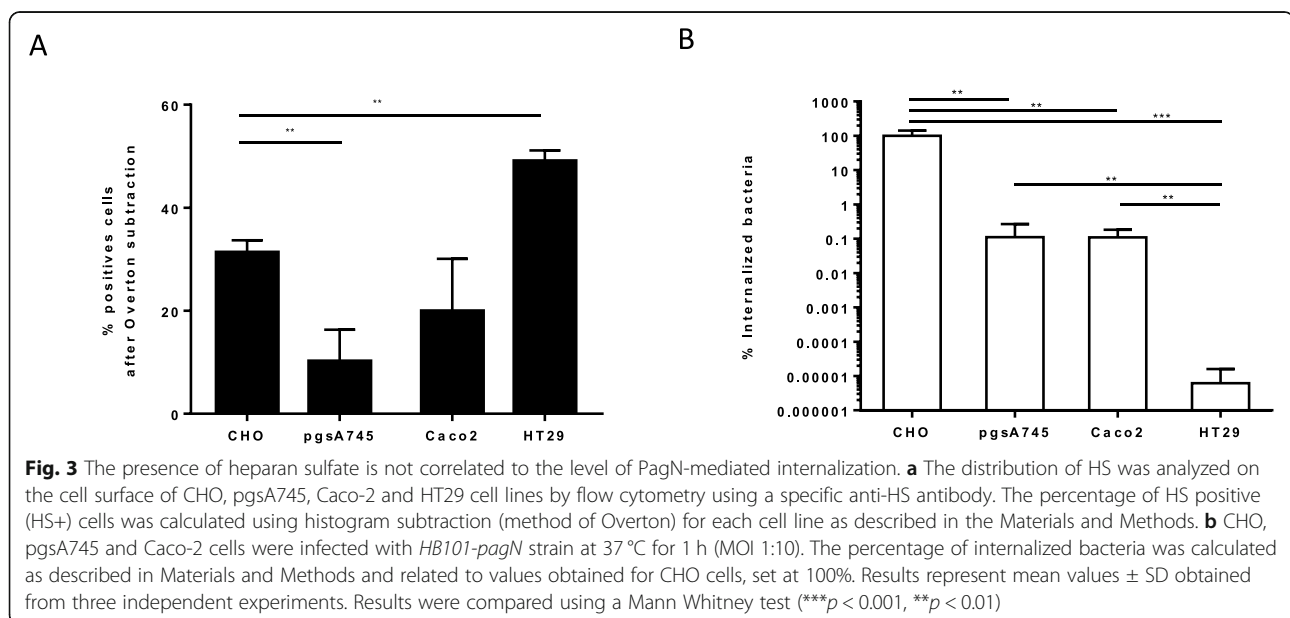 A
B
60
40
20
0
% positives cells
after Overton subtraction
**
**
CHO pgsA745 Caco2 HT29
1000
100
10
1
0.1
0.01
0.001
0.0001
0.00001
0.000001
% Internalized bacteria
**
**
***
**
**
CHO pgsA745 Caco2 HT29
Fig. 3 The presence of heparan sulfate is not correlated to the level of PagN-mediated internalization. a The distribution of HS was analyzed on
the cell surface of CHO, pgsA745, Caco-2 and HT29 cell lines by flow cytometry using a specific anti-HS antibody. The percentage of HS positive
(HS+) cells was calculated using histogram subtraction (method of Overton) for each cell line as described in the Materials and Methods. b CHO,
pgsA745 and Caco-2 cells were infected with HB101-pagN strain at 37 °C for 1 h (MOI 1:10). The percentage of internalized bacteria was calculated
as described in Materials and Methods and related to values obtained for CHO cells, set at 100%. Results represent mean values ± SD obtained
from three independent experiments. Results were compared using a Mann Whitney test (***p < 0.001, **p < 0.01)